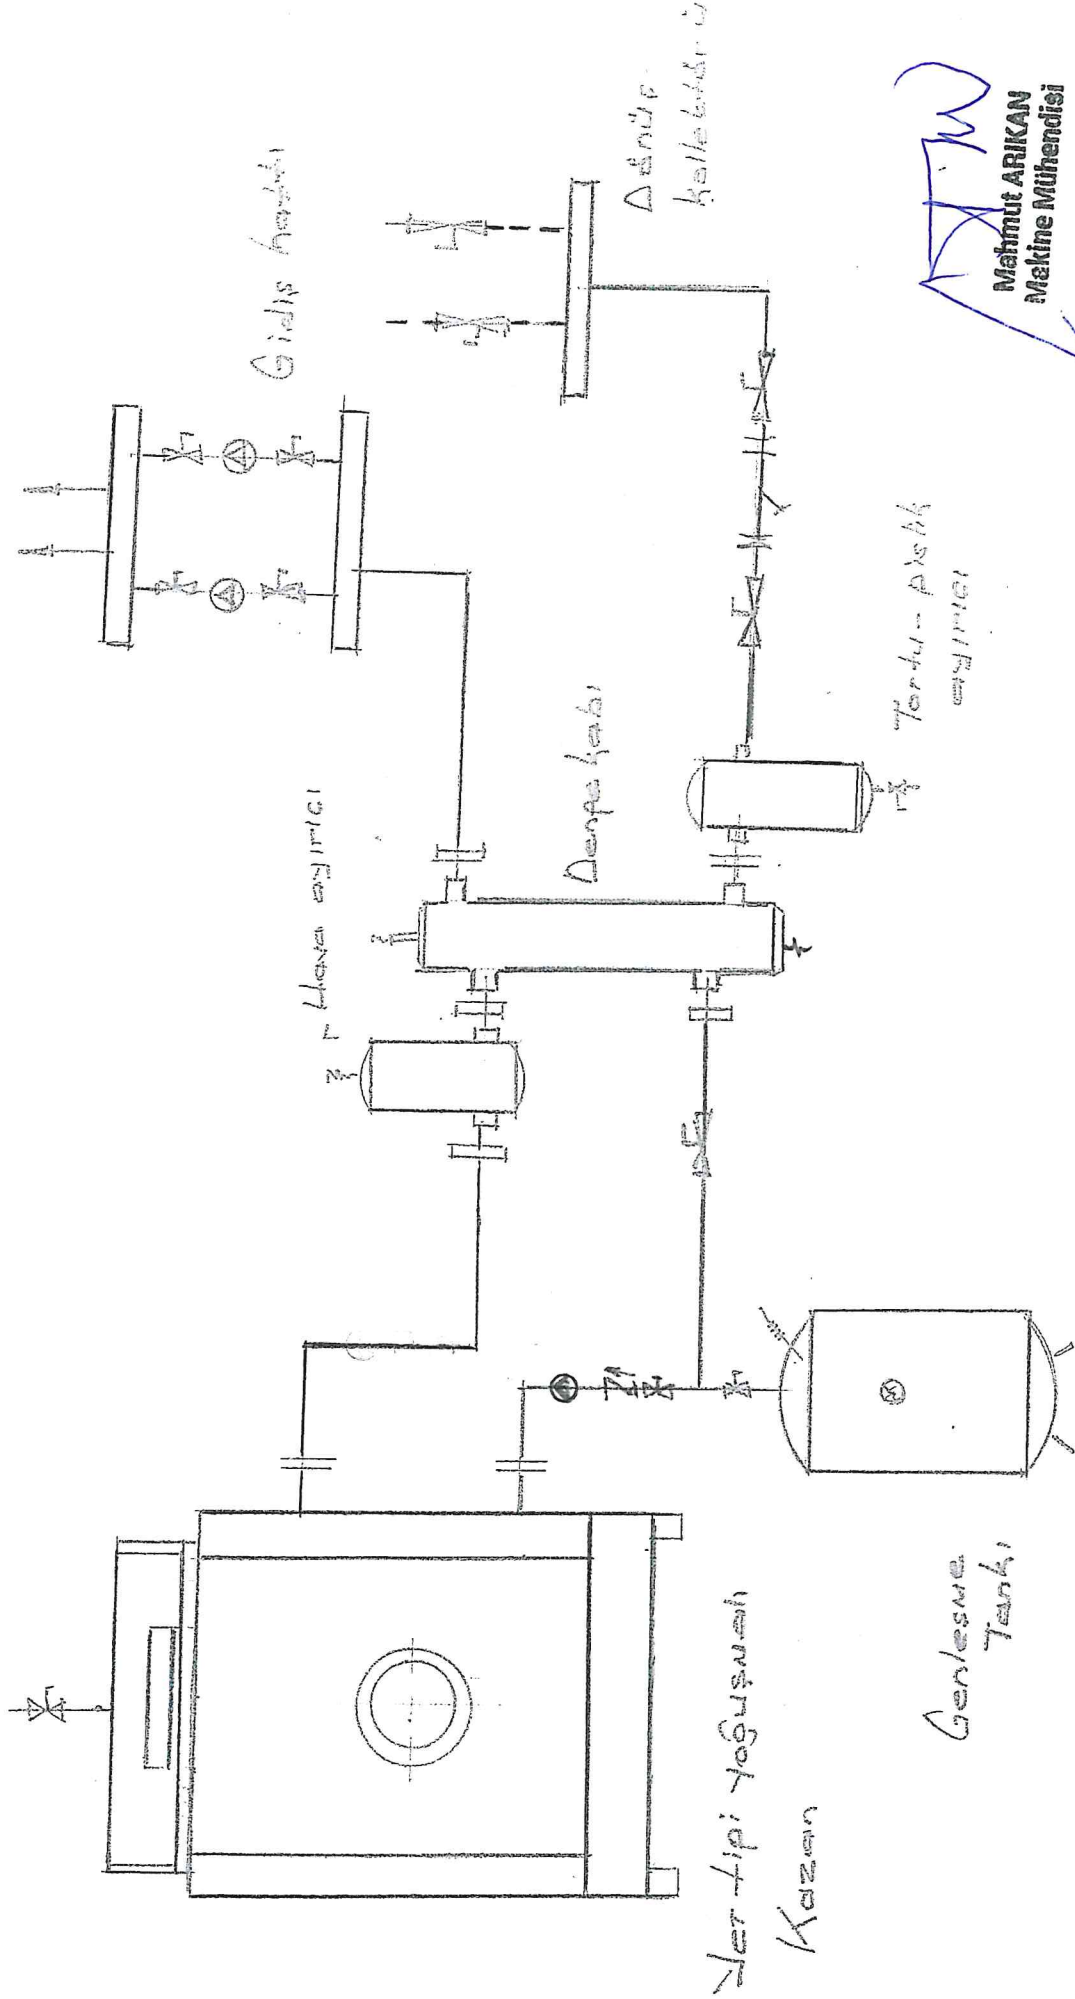 Gidiş hattı
Dönüş
kollektörü
Hava ayırıcı
Denge kabı
Tortu - pislik
ayırıcı
Yer tipi yoğuşmalı
Kazan
Genleşme
Tankı
Mahmut ARIKAN
Makine Mühendisi